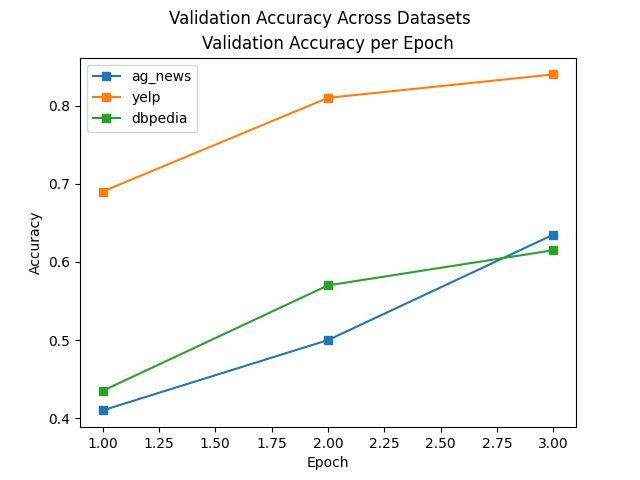 Validation Accuracy Across Datasets
Validation Accuracy per Epoch
ag_news
yelp
dbpedia
Accuracy
0.8
0.7
0.6
0.5
0.4
1.00 1.25 1.50 1.75 2.00 2.25 2.50 2.75 3.00
Epoch